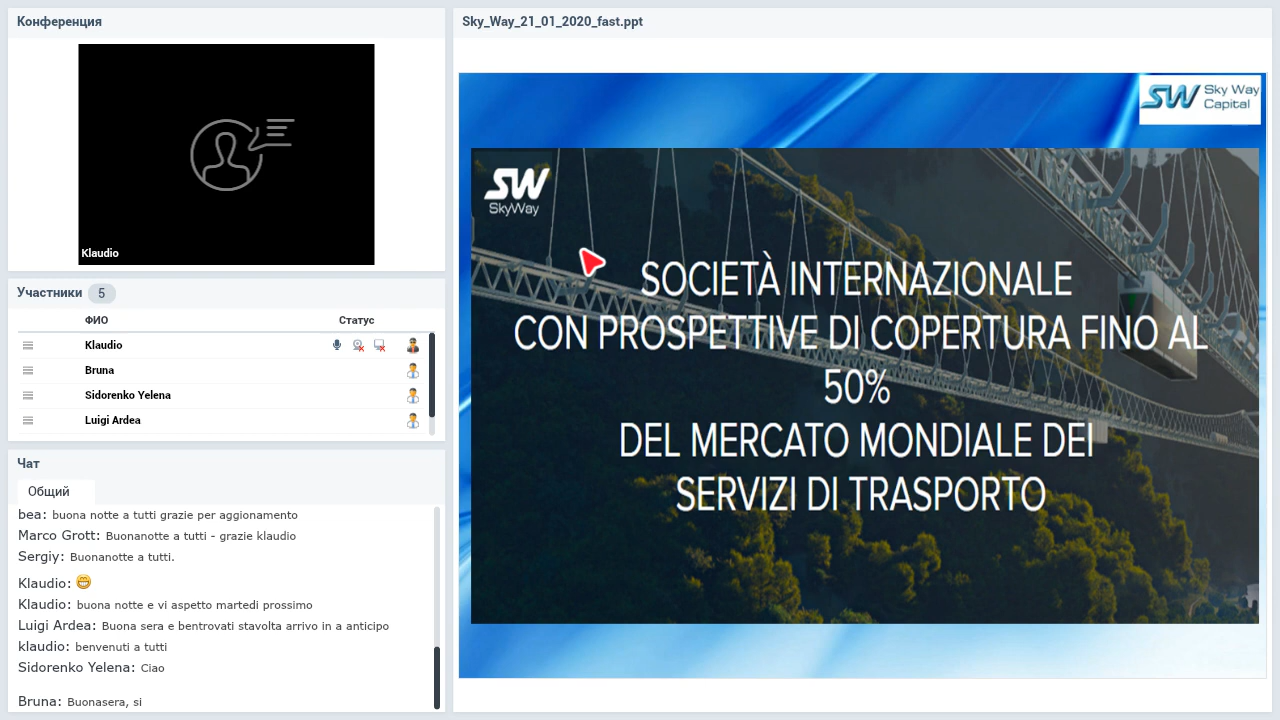 Конференция
Klaudio
Участники 5
ФИО Статус
Klaudio
Bruna
Sidorenko Yelena
Luigi Ardea
Чат
Общий
bea: buona notte a tutti grazie per aggionamento
Marco Grott: Buonanotte a tutti - grazie klaudio
Sergiy: Buonanotte a tutti.
Klaudio:
Klaudio: buona notte e vi aspetto martedi prossimo
Luigi Ardea: Buona sera e bentrovati stavolta arrivo in a anticipo
klaudio: benvenuti a tutti
Sidorenko Yelena: Ciao
Bruna: Buonasera, si
Sky_Way_21_01_2020_fast.ppt
SW Sky Way
Capital
SW
SkyWay
SOCIETÀ INTERNAZIONALE
CON PROSPETTIVE DI COPERTURA FINO AL
50%
DEL MERCATO MONDIALE DEI
SERVIZI DI TRASPORTO